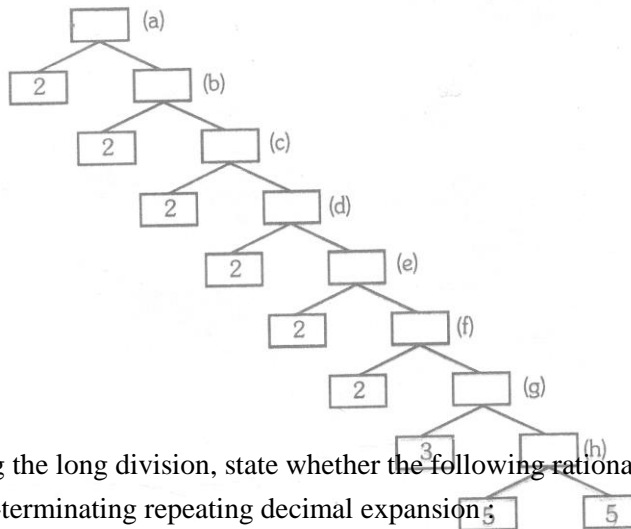 (a)
2 (b)
2 (c)
2 (d)
2 (e)
2 (f)
2 (g)
3 (h)
g the long division, state whether the following rationa
-terminating repeating decimal expansion :
5 5